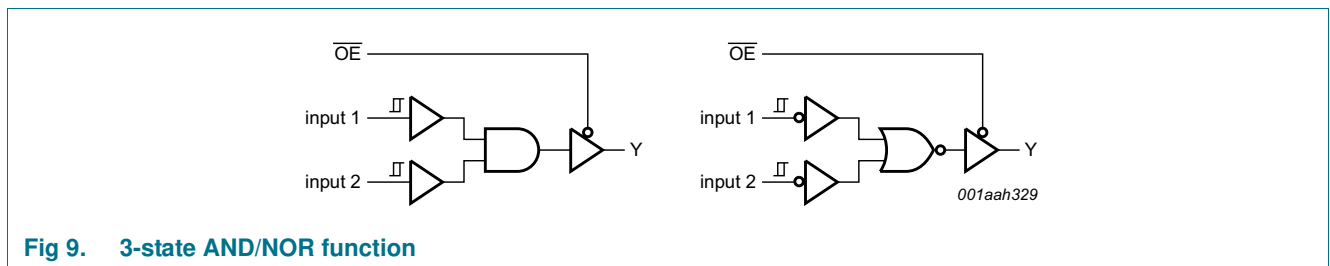 OE
input 1
input 2
Y
OE
input 1
input 2
Y
001aah329
Fig 9. 3-state AND/NOR function